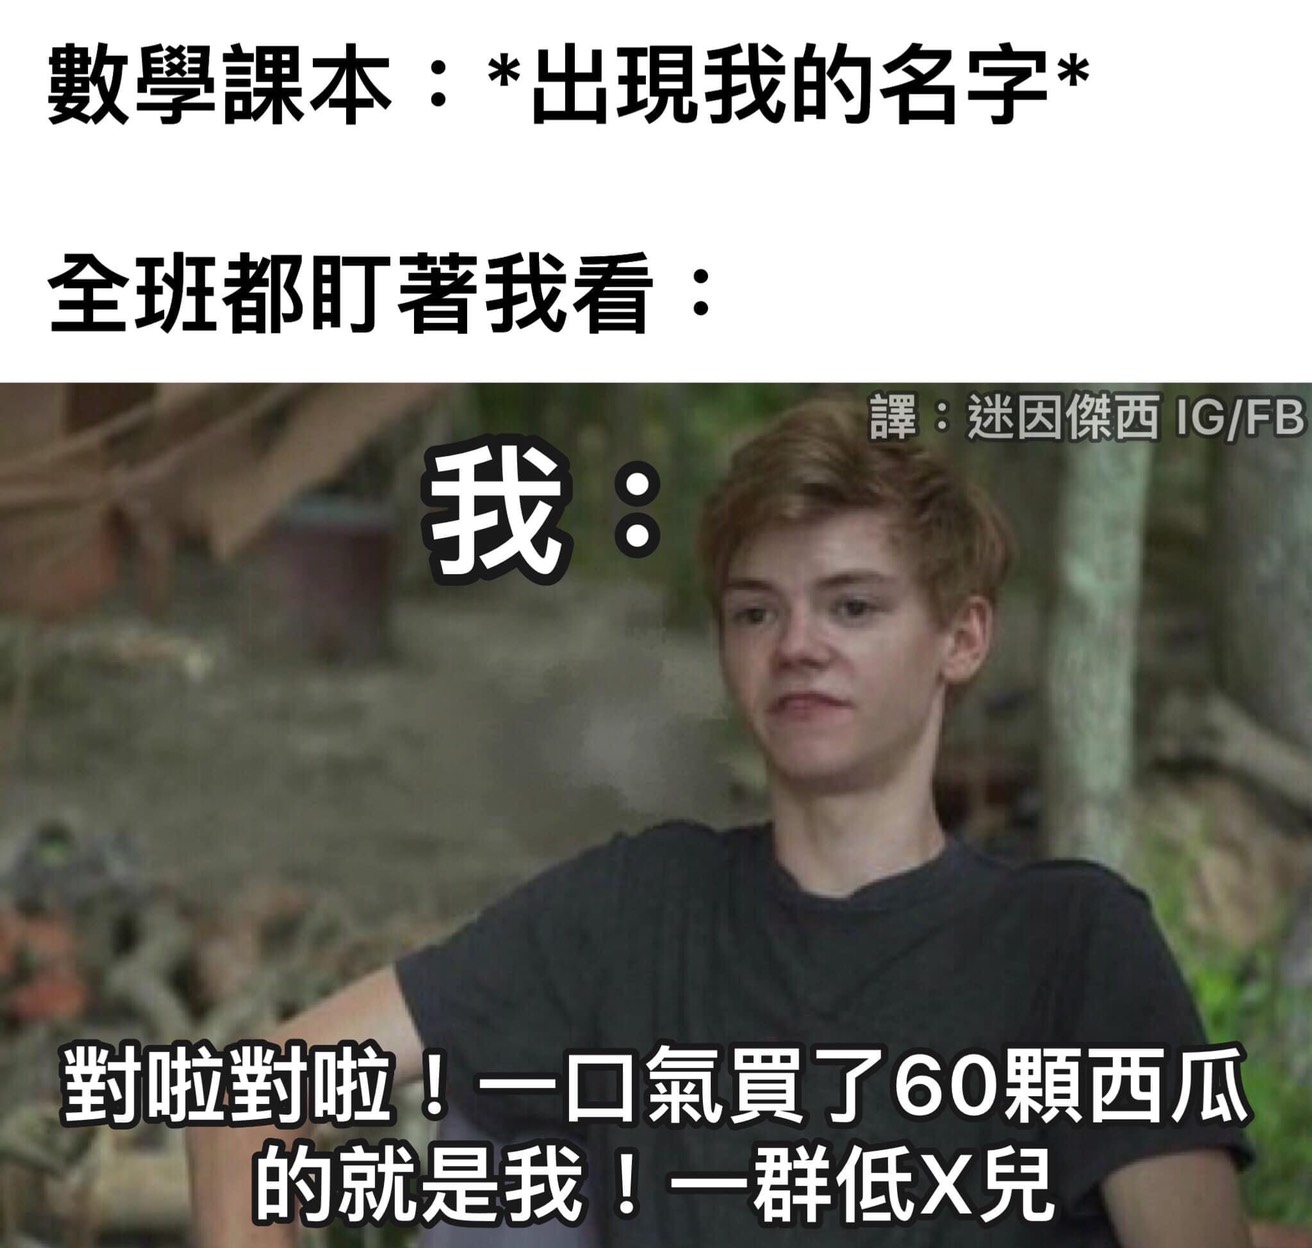 數學課本：*出現我的名字*
全班都盯著我看：
譯：迷因傑西 IG/FB
我：
對啦對啦！一口氣買了60顆西瓜
的就是我！一群低X兒